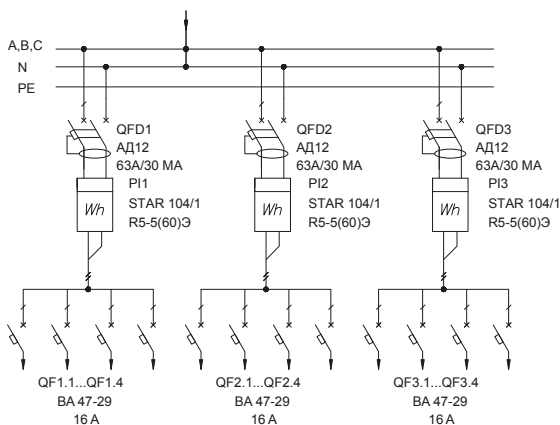 A,B,C
N
PE
QFD1
АД12
63А/30 МА
PI1
STAR 104/1
R5-5(60)Э
Wh
QFD2
АД12
63А/30 МА
PI2
STAR 104/1
R5-5(60)Э
Wh
QFD3
АД12
63А/30 МА
PI3
STAR 104/1
R5-5(60)Э
Wh
QF1.1...QF1.4
ВА 47-29
16 А
QF2.1...QF2.4
ВА 47-29
16 А
QF3.1...QF3.4
ВА 47-29
16 А